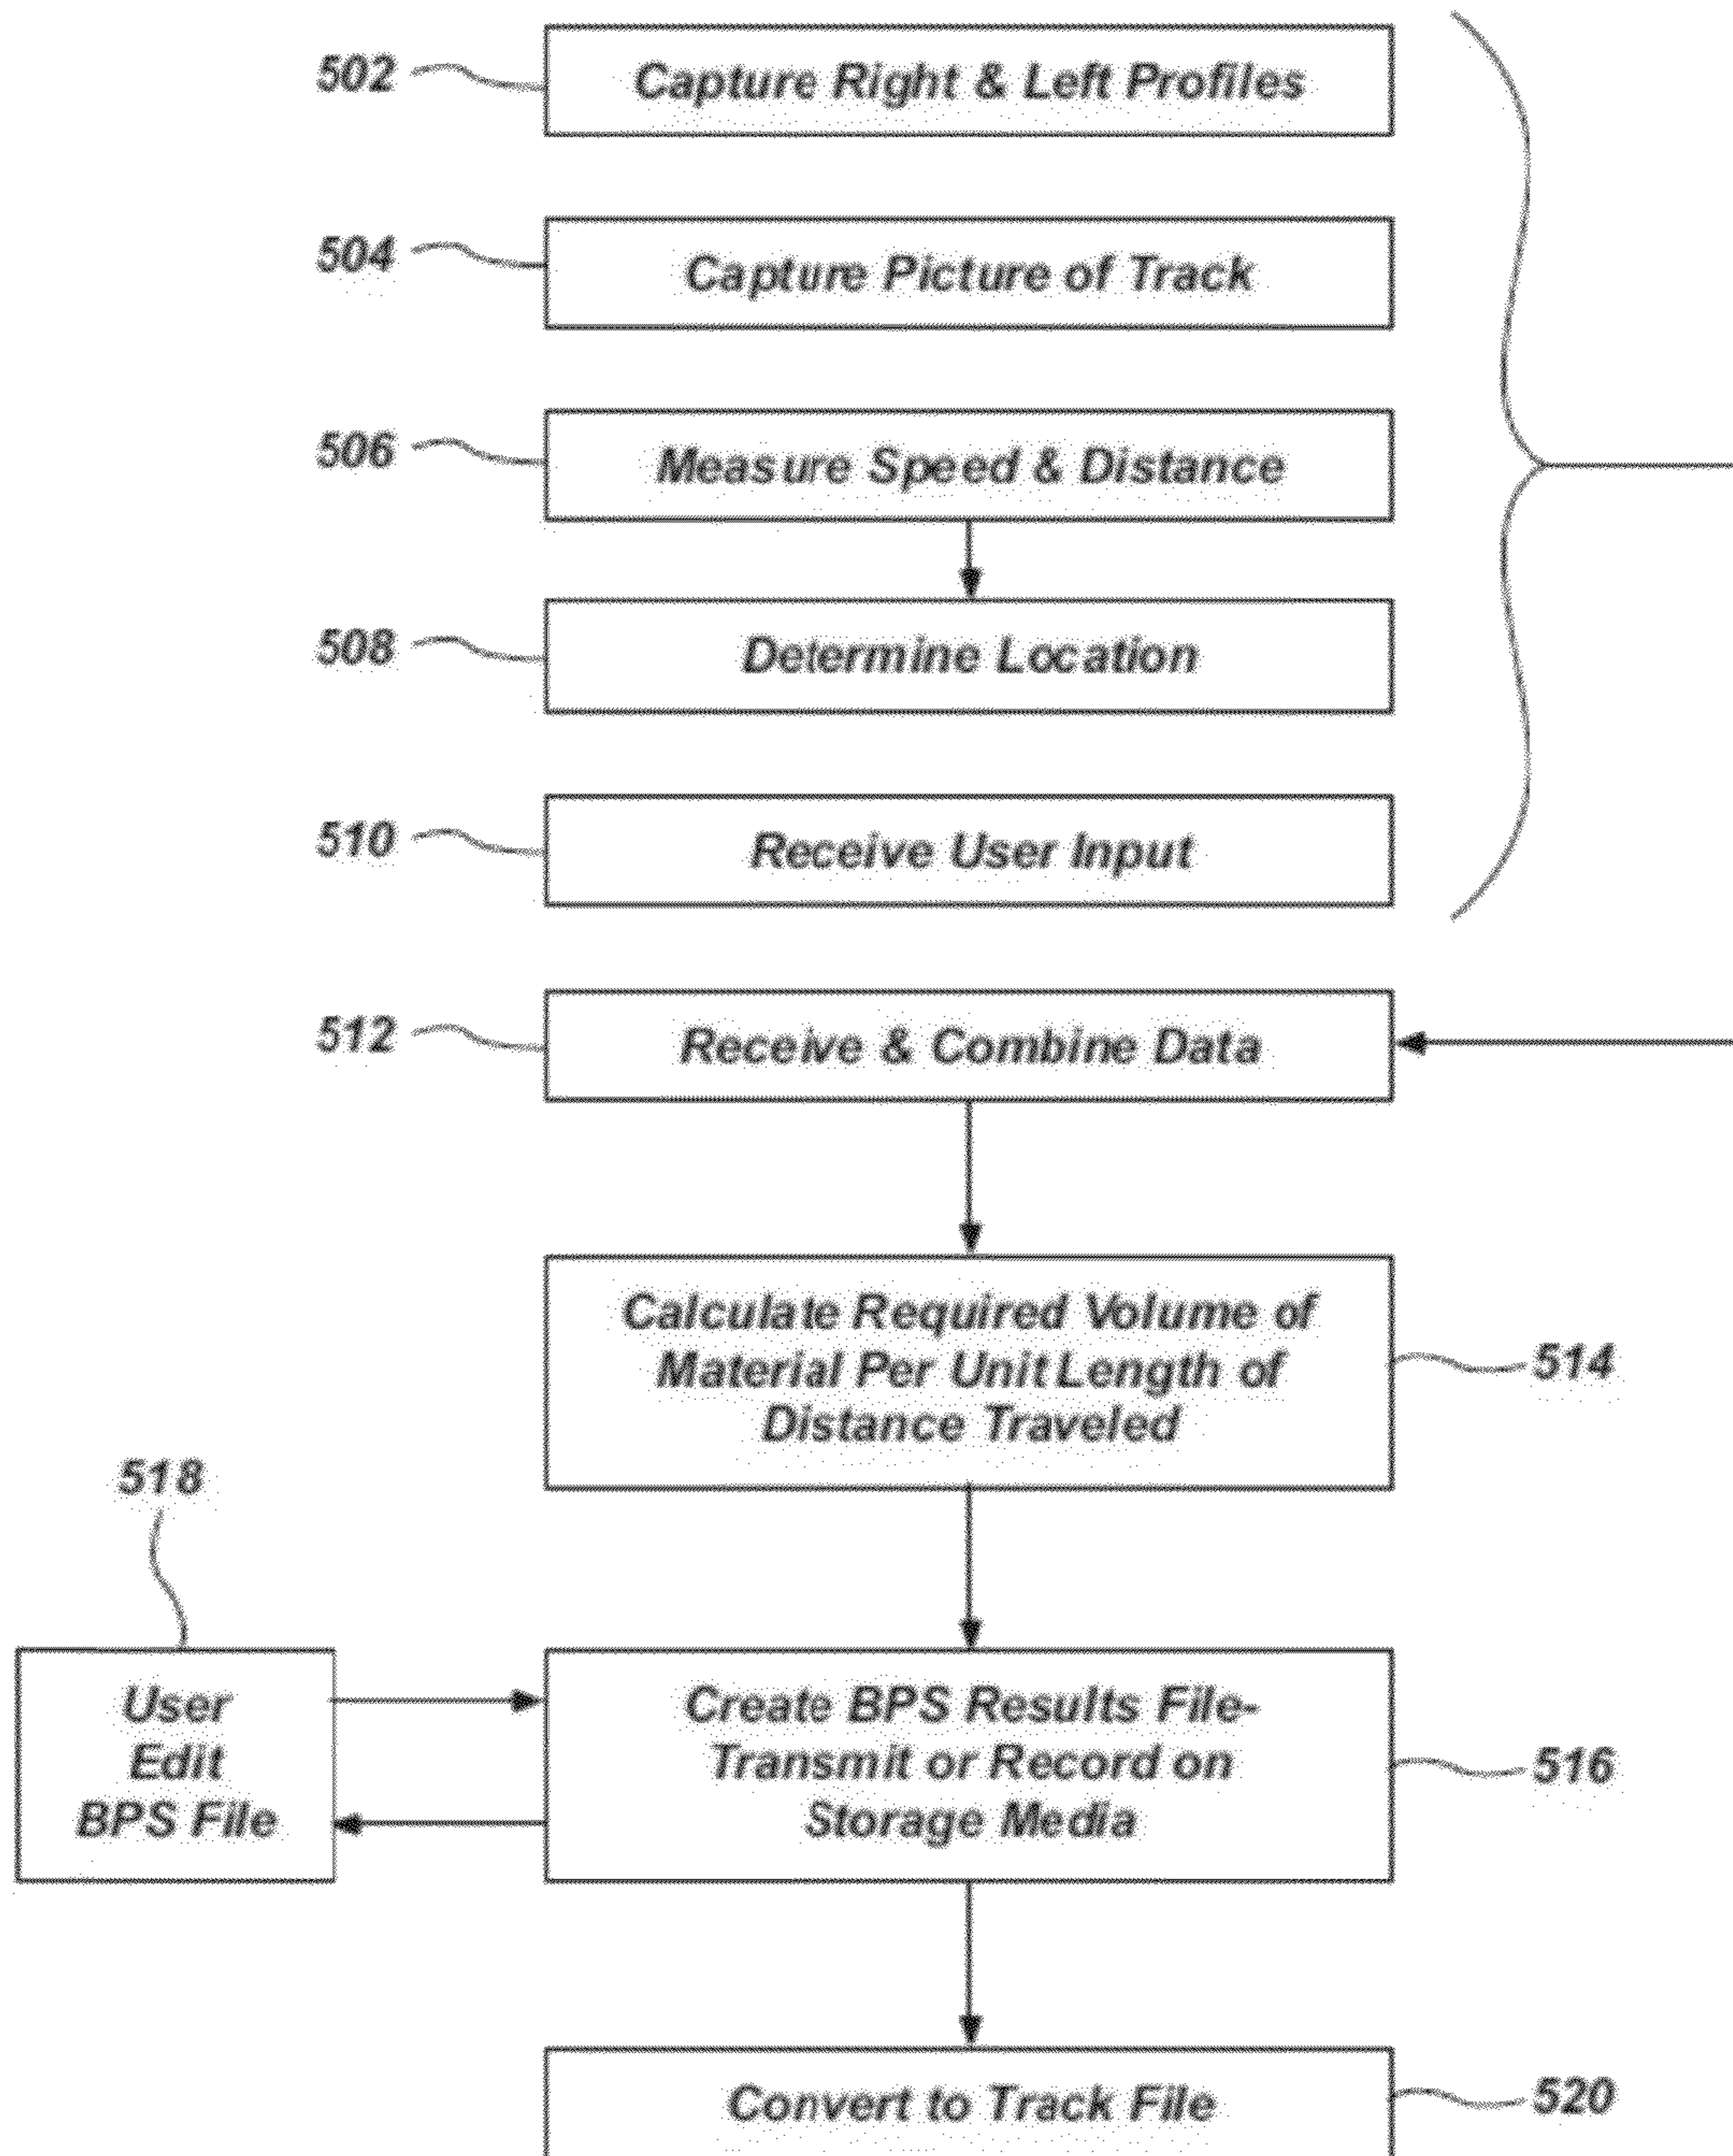 502
Capture Right & Left Profiles
504
Capture Picture of Track
506
Measure Speed & Distance
508
Determine Location
510
Receive User Input
512
Receive & Combine Data
Calculate Required Volume of
Material Per Unit Length of
Distance Traveled
514
518
User
Edit
BPS File
Create BPS Results File-
Transmit or Record on
Storage Media
516
Convert to Track File
520